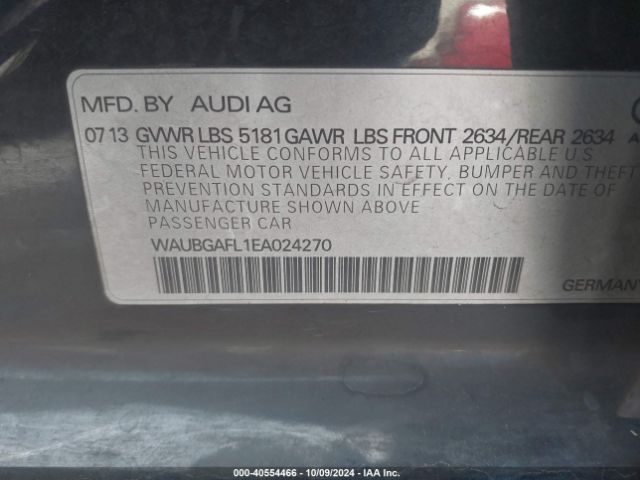 MFD. BY AUDI AG
07 13 GVWR LBS 5181 GAWR LBS FRONT 2634/REAR 2634
THIS VEHICLE CONFORMS TO ALL APPLICABLE U.S
FEDERAL MOTOR VEHICLE SAFETY, BUMPER AND THEFT
PREVENTION STANDARDS IN EFFECT ON THE DATE OF
MANUFACTURE SHOWN ABOVE
PASSENGER CAR
WAUBGAFL1EA024270
GERMANY
000-40554466 - 10/09/2024 - IAA Inc.